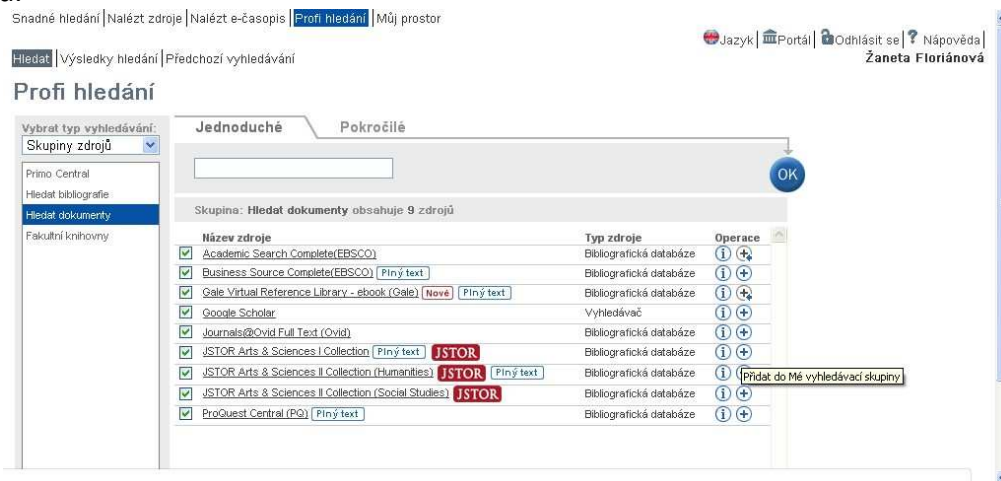 Snadné hledání | Nalézt zdroje | Nalézt e-časopis | Profi hledání | Můj prostor
Jazyk | Portál | Odhlásit se | ? Nápověda |
Hledat | Výsledky hledání | Předchozí vyhledávání
Žaneta Floriánová
Profi hledání
Vybrat typ vyhledávání:
Skupiny zdrojů
Primo Central
Hledat bibliografie
Hledat dokumenty
Fakultní knihovny
Jednoduché Pokročilé
OK
Skupina: Hledat dokumenty obsahuje 9 zdrojů
Název zdroje Typ zdroje Operace
Academic Search Complete(EBSCO) Bibliografická databáze
Business Source Complete(EBSCO) Plný text Bibliografická databáze
Gale Virtual Reference Library - ebook (Gale) Nové Plný text Bibliografická databáze
Google Scholar Vyhledávač
Journals@Ovid Full Text (Ovid) Bibliografická databáze
JSTOR Arts & Sciences I Collection Plný text JSTOR Bibliografická databáze
JSTOR Arts & Sciences II Collection (Humanities) JSTOR Plný text Bibliografická databáze
Přidat do Mé vyhledávací skupiny
JSTOR Arts & Sciences II Collection (Social Studies) JSTOR Bibliografická databáze
ProQuest Central (PQ) Plný text Bibliografická databáze